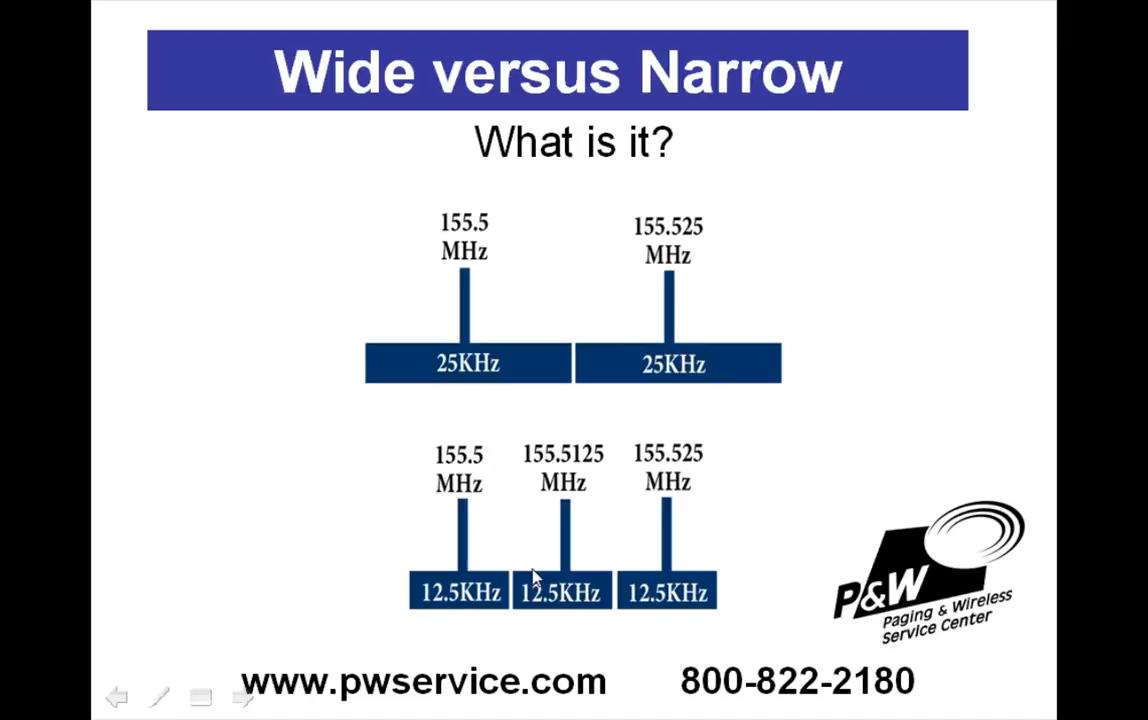 Wide versus Narrow
What is it?
155.5 155.525
MHz MHz
25KHz 25KHz
155.5 155.5125 155.525
MHz MHz MHz
12.5KHz 12.5KHz 12.5KHz
P&W
Paging & Wireless
Service Center
www.pwservice.com 800-822-2180